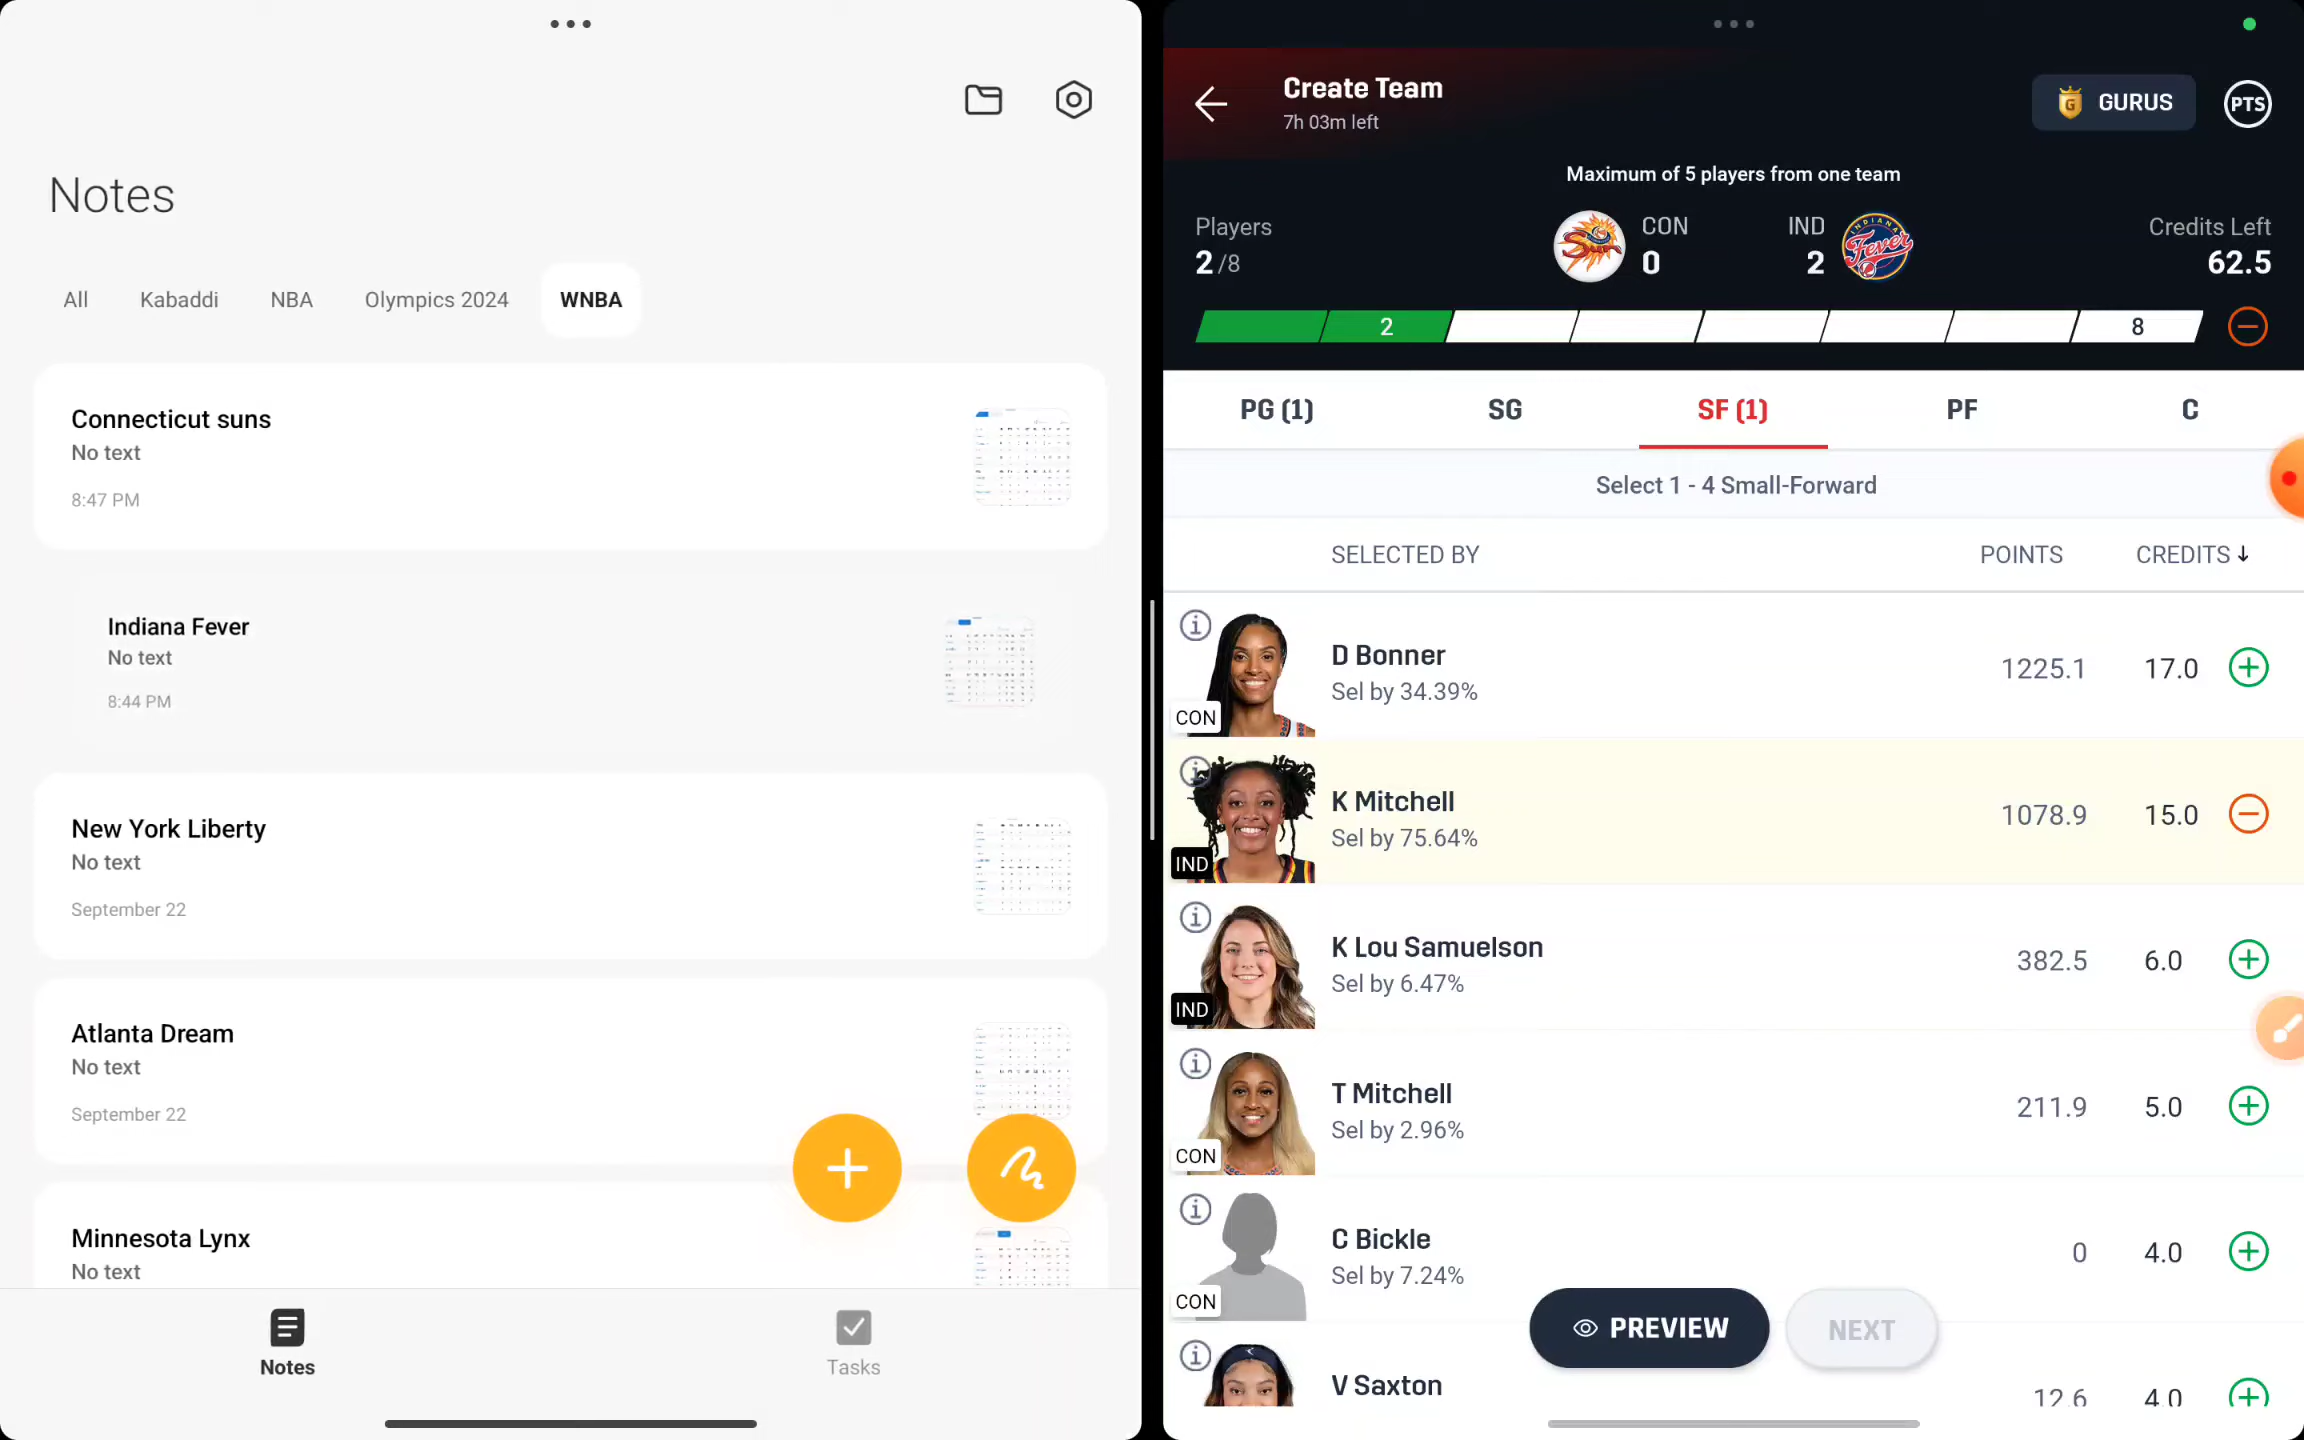 Notes
All
Kabaddi
NBA
Olympics 2024
WNBA
Connecticut suns
No text
8:47 PM
Indiana Fever
No text
8:44 PM
New York Liberty
No text
September 22
Atlanta Dream
No text
September 22
Minnesota Lynx
No text
Notes
Tasks
Create Team
7h 03m left
G
GURUS
PTS
Maximum of 5 players from one team
Players
2/8
Sun
CON
0
IND
2
INDIANA
Fever
Credits Left
62.5
2
8
PG (1)
SG
SF (1)
PF
C
Select 1 - 4 Small-Forward
SELECTED BY
POINTS
CREDITS ↓
D Bonner
Sel by 34.39%
CON
1225.1
17.0
K Mitchell
Sel by 75.64%
IND
1078.9
15.0
K Lou Samuelson
Sel by 6.47%
IND
382.5
6.0
T Mitchell
Sel by 2.96%
CON
211.9
5.0
C Bickle
Sel by 7.24%
CON
0
4.0
PREVIEW
NEXT
V Saxton
12.6
4.0